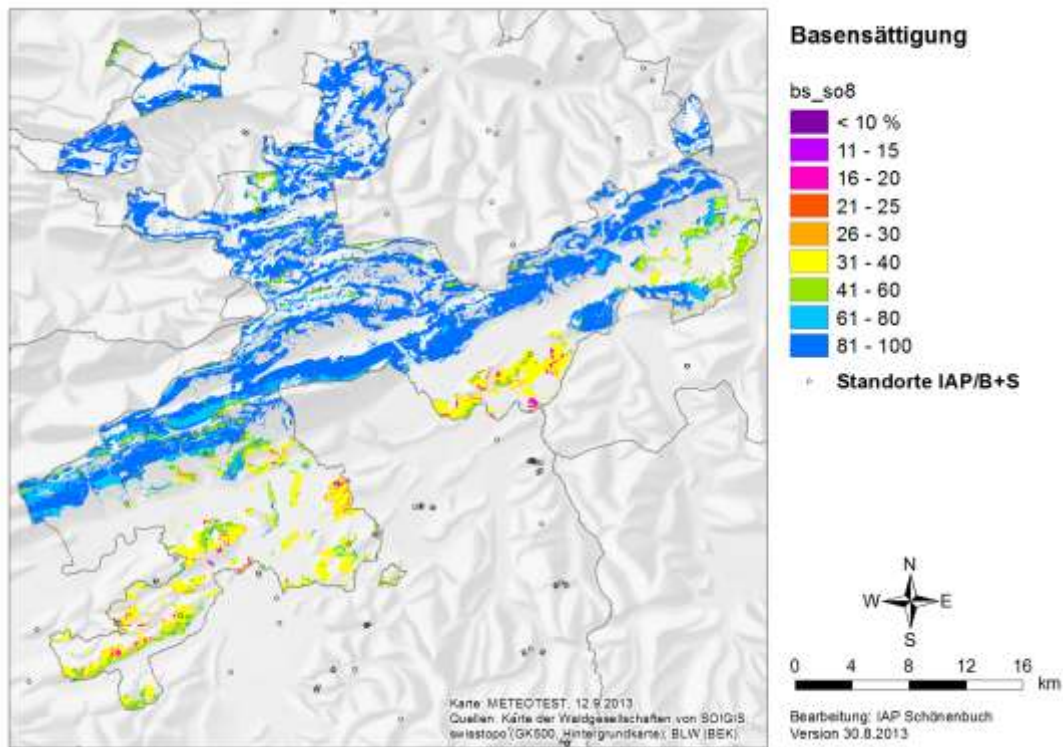 Basensättigung
bs_so8
< 10 %
11 - 15
16 - 20
21 - 25
26 - 30
31 - 40
41 - 60
61 - 80
81 - 100
Standorte IAP/B+S
N
W E
S
0 4 8 12 16
km
Karte: METEOTEST, 12.9.2013
Quellen: Karte der Waldgesellschaften von SOIGIS
swisstopo (GK500, Hintergrundkarte); BLW (BEK)
Bearbeitung: IAP Schönenbuch
Version 30.8.2013